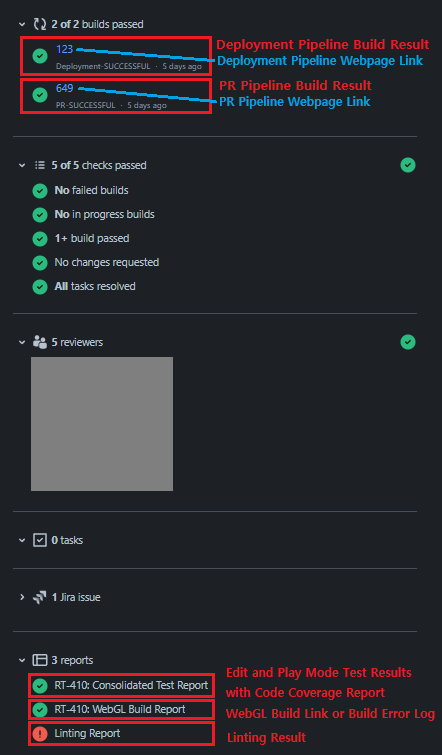 2 of 2 builds passed
123
Deployment-SUCCESSFUL · 5 days ago
Deployment Pipeline Build Result
Deployment Pipeline Webpage Link
649
PR-SUCCESSFUL · 5 days ago
PR Pipeline Build Result
PR Pipeline Webpage Link
5 of 5 checks passed
No failed builds
No in progress builds
1+ build passed
No changes requested
All tasks resolved
5 reviewers
0 tasks
1 Jira issue
3 reports
RT-410: Consolidated Test Report
Edit and Play Mode Test Results
with Code Coverage Report
RT-410: WebGL Build Report
WebGL Build Link or Build Error Log
Linting Report
Linting Result